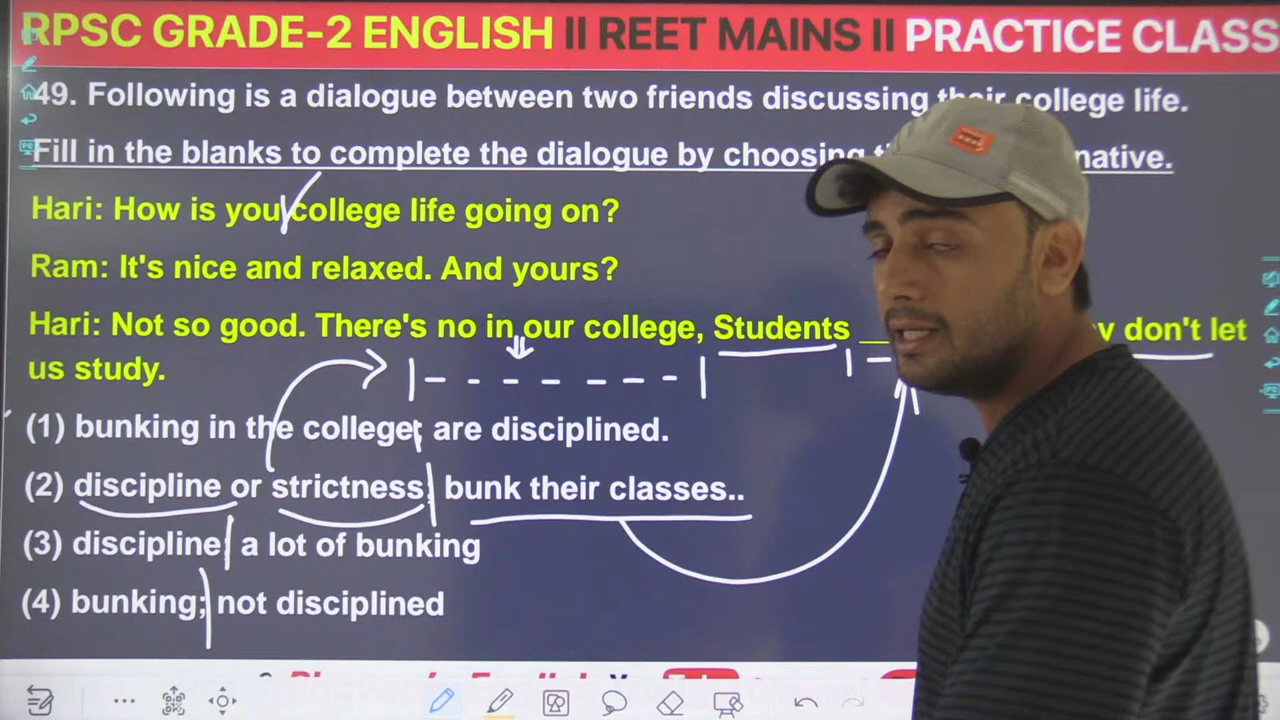 RPSC GRADE-2 ENGLISH II REET MAINS II PRACTICE CLASS
49. Following is a dialogue between two friends discussing their college life.
Fill in the blanks to complete the dialogue by choosing native.
Hari: How is you college life going on?
Ram: It's nice and relaxed. And yours?
Hari: Not so good. There's no in our college, Students __ don't let
us study.
(1) bunking in the college; are disciplined.
(2) discipline or strictness; bunk their classes..
(3) discipline; a lot of bunking
(4) bunking; not disciplined